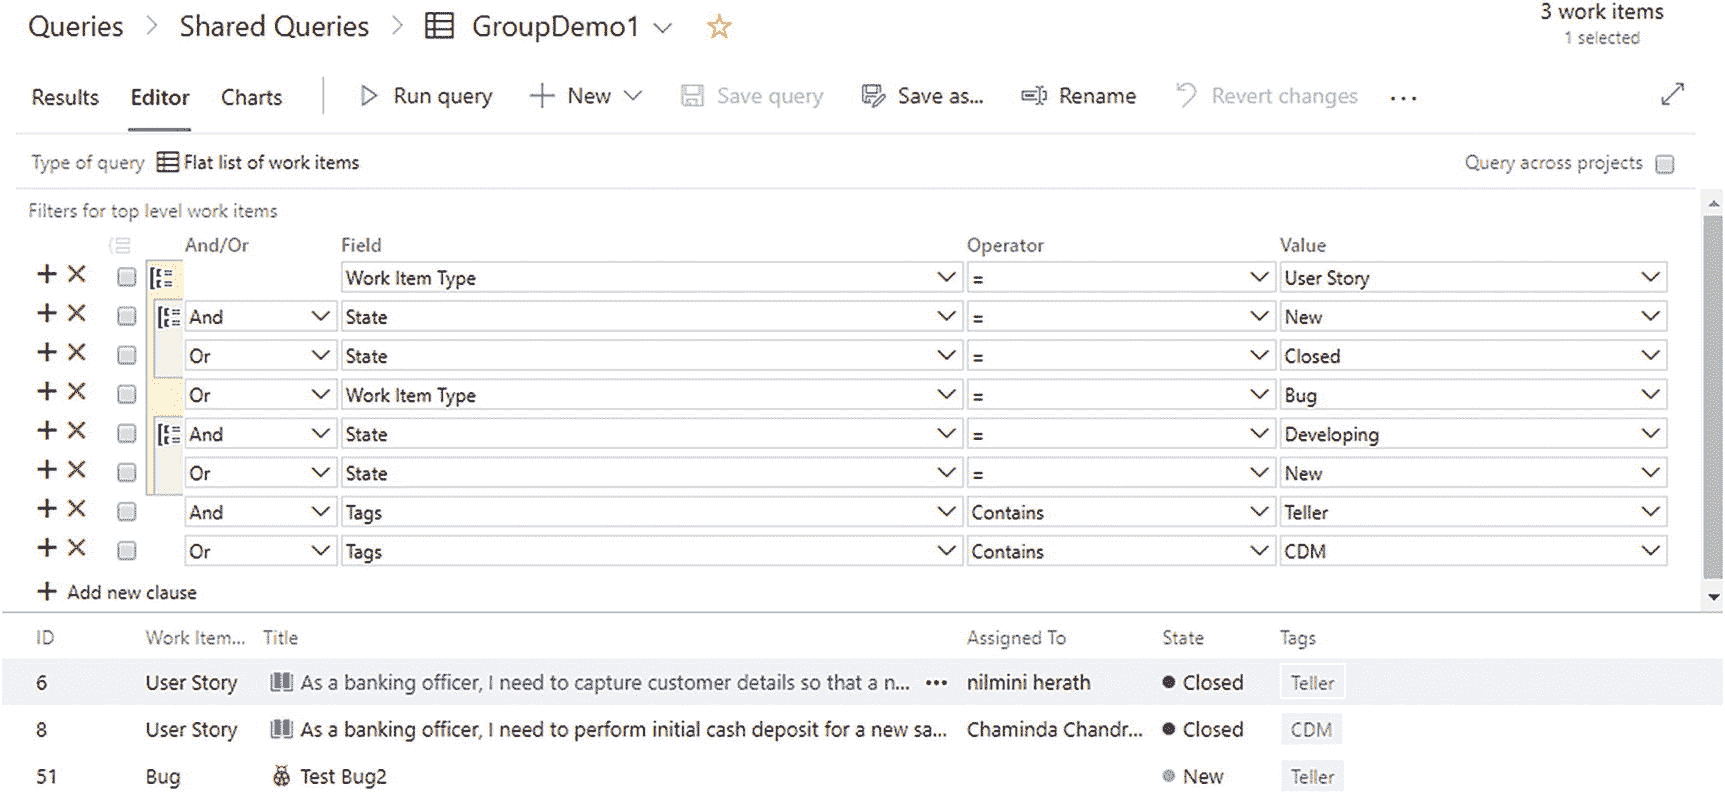 Queries > Shared Queries > GroupDemo1
3 work items
1 selected
Results Editor Charts Run query New Save query Save as... Rename Revert changes ...
Type of query Flat list of work items Query across projects
Filters for top level work items
And/Or Field Operator Value
Work Item Type = User Story
And State = New
Or State = Closed
Or Work Item Type = Bug
And State = Developing
Or State = New
And Tags Contains Teller
Or Tags Contains CDM
+ Add new clause
ID Work Item... Title Assigned To State Tags
6 User Story As a banking officer, I need to capture customer details so that a n... ... nilmini herath Closed Teller
8 User Story As a banking officer, I need to perform initial cash deposit for a new sa... Chaminda Chandr... Closed CDM
51 Bug Test Bug2 New Teller